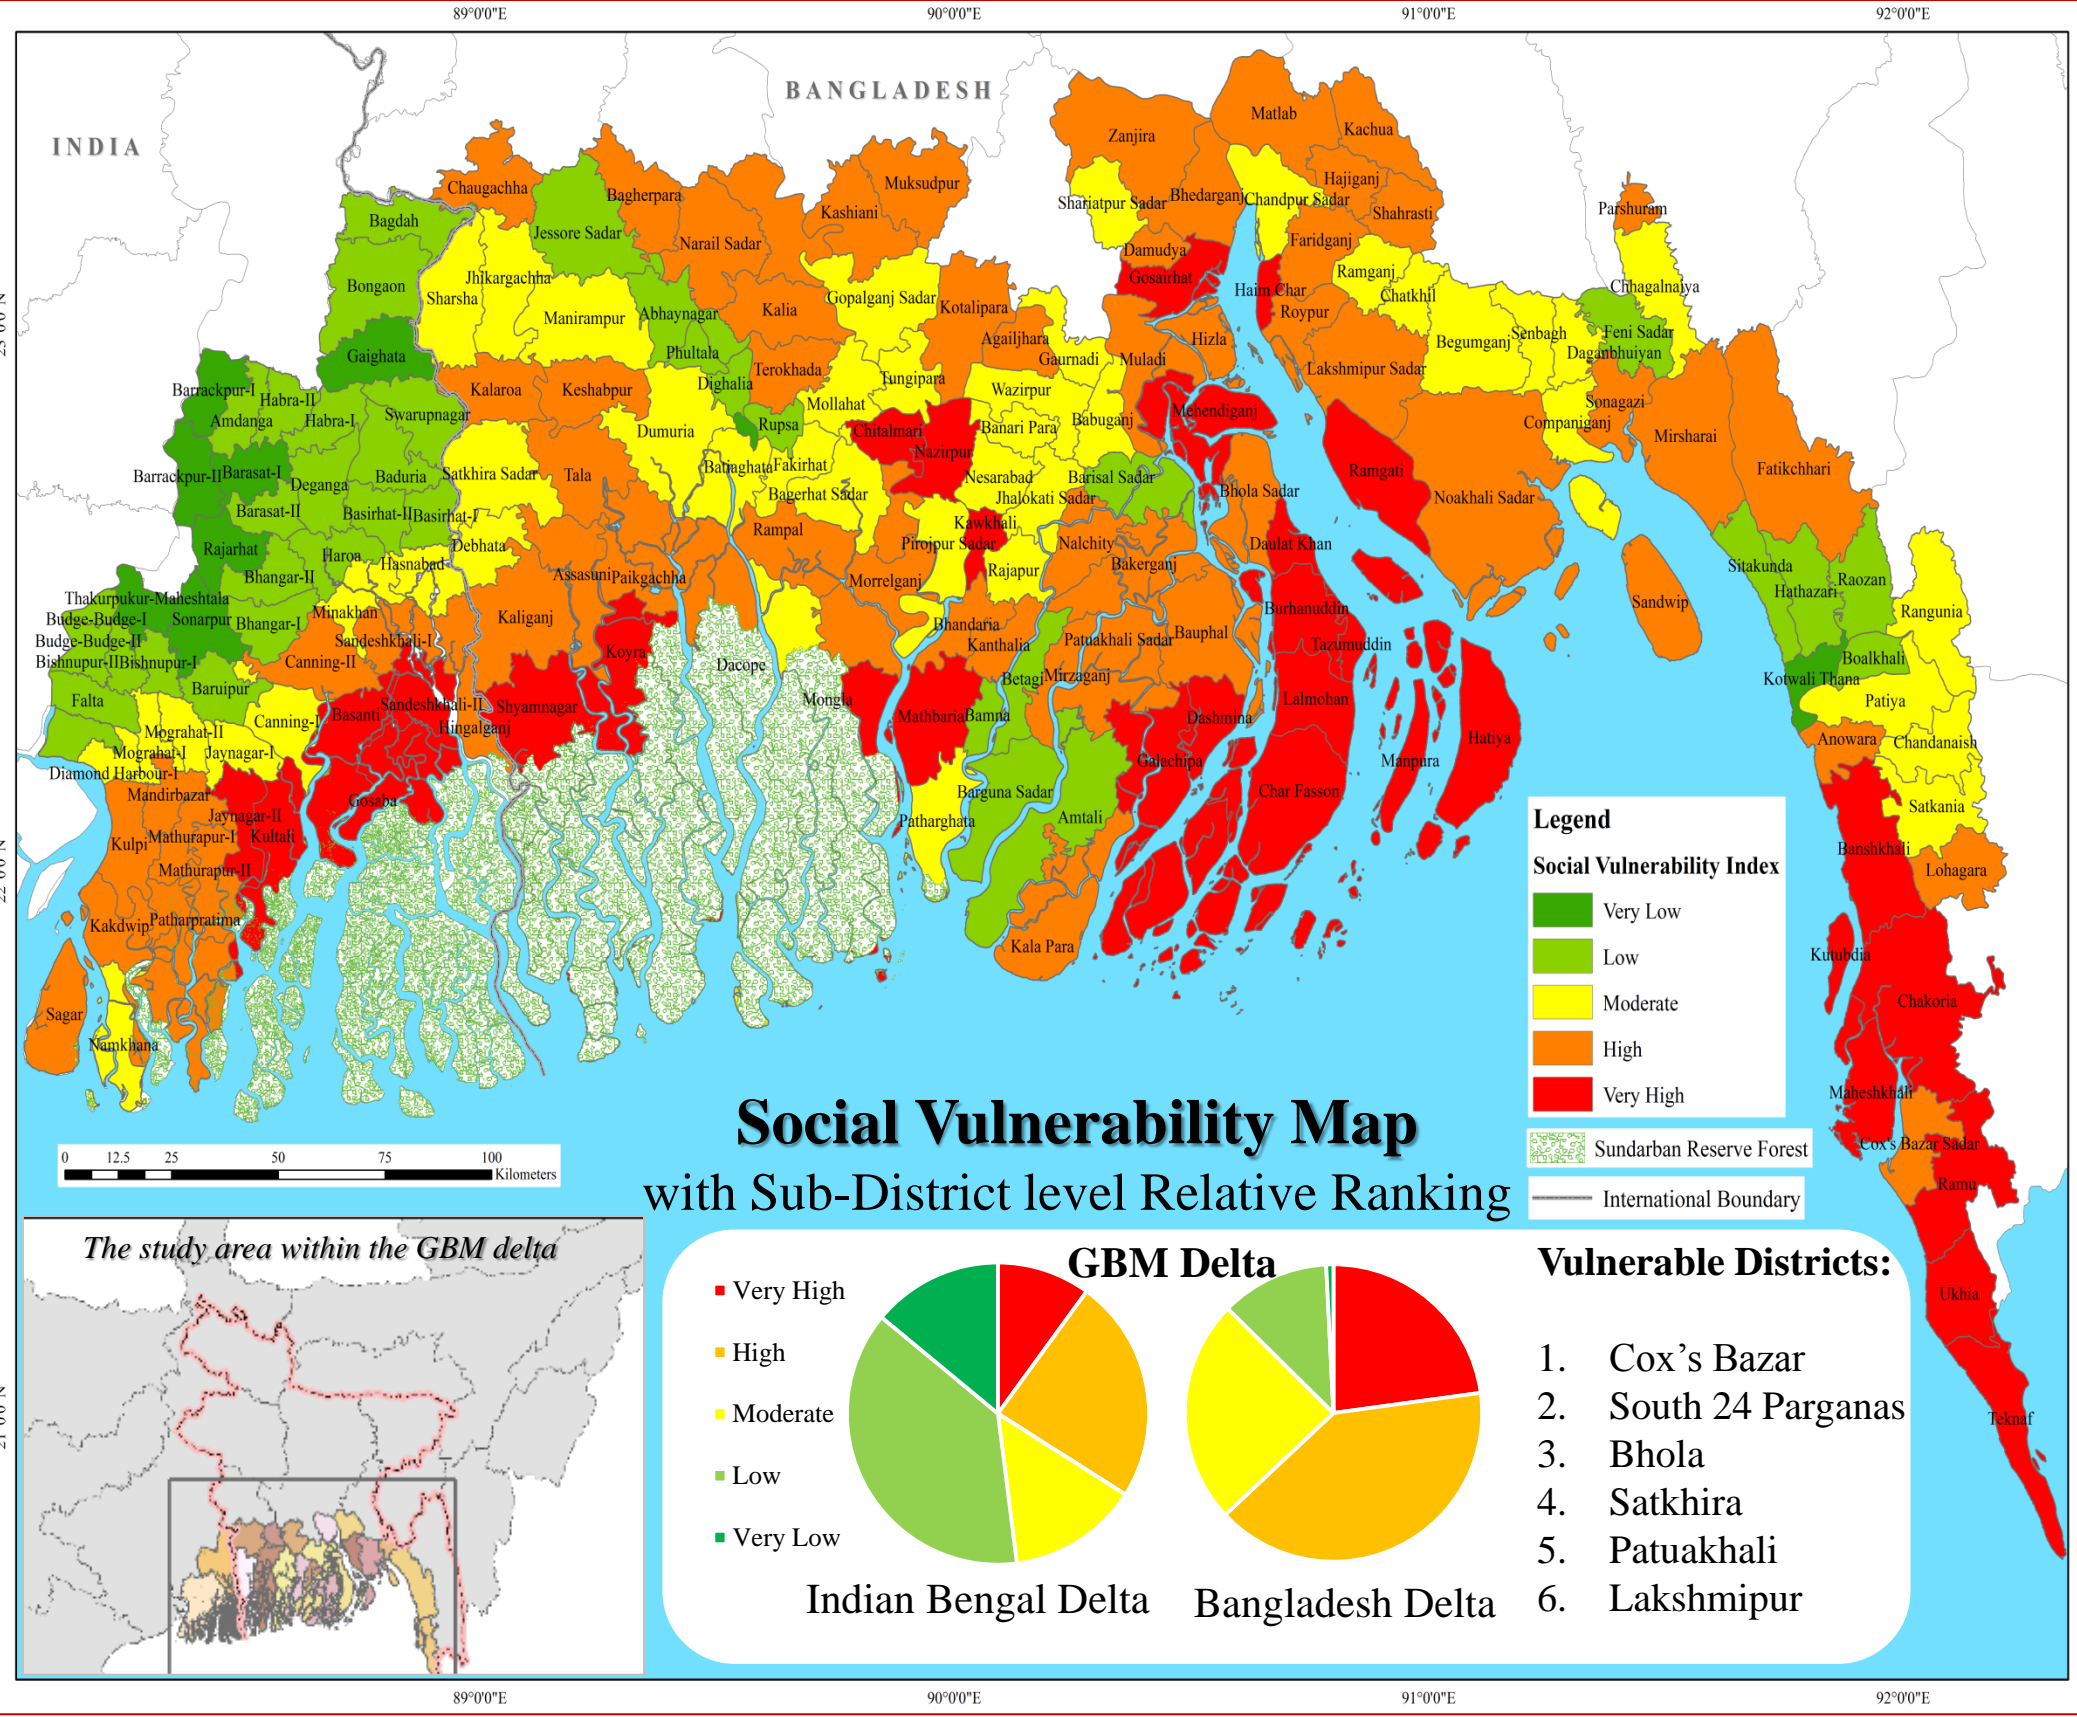 89°0'0"E
90°0'0"E
91°0'0"E
92°0'0"E
BANGLADESH
INDIA
Matlab
Kachua
Zanjira
Hajiganj
Chaugachha
Bagherpara
Muksudpur
Shariatpur Sadar
Bhedarganj
Chandpur Sadar
Shahrasti
Parshuram
Bagdah
Jessore Sadar
Narail Sadar
Kashiani
Damudya
Faridganj
Gosairhat
Ramganj
Bongaon
Jhikargachha
Sharsha
Gopalganj Sadar
Haim Char
Chatkhil
Chhagalnaiya
Manirampur
Abhaynagar
Kalia
Kotalipara
Roypur
Gaighata
Phultala
Agailjhara
Hizla
Begumganj
Senbagh
Feni Sadar
Gaurnadi
Muladi
Daganbhuiyan
Barrackpur-I
Habra-II
Kalaroa
Keshabpur
Dighalia
Terokhada
Tungipara
Wazirpur
Lakshmipur Sadar
Amdanga
Habra-I
Swarupnagar
Mollahat
Sonagazi
Dumuria
Rupsa
Chitalmari
Banari Para
Babuganj
Mehendiganj
Companiganj
Mirsharai
Nazirpur
Barrackpur-II
Barasat-I
Deganga
Baduria
Satkhira Sadar
Tala
Batiaghata
Fakirhat
Nesarabad
Barisal Sadar
Ramgati
Fatikchhari
Barasat-II
Basirhat-II
Basirhat-I
Bagerhat Sadar
Jhalokati Sadar
Bhola Sadar
Noakhali Sadar
Rajarhat
Haroa
Debhata
Rampal
Kawkhali
Pirojpur Sadar
Nalchity
Daulat Khan
Bhangar-II
Hasnabad
Assasuni
Paikgachha
Morrelganj
Rajapur
Bakerganj
Sitakunda
Raozan
Hathazari
Thakurpukur-Maheshtala
Minakhan
Kaliganj
Burhanuddin
Sandwip
Rangunia
Budge-Budge-I
Sonarpur
Bhangar-I
Bhandaria
Budge-Budge-II
Sandeshkhali-I
Kanthalia
Patuakhali Sadar
Bauphal
Tazumuddin
Bishnupur-II
Bishnupur-I
Canning-II
Koyra
Dacope
Boalkhali
Betagi
Mirzaganj
Kotwali Thana
Falta
Baruipur
Mongla
Lalmohan
Patiya
Sandeshkhali-II
Shyamnagar
Basanti
Canning-I
Mathbaria
Bamna
Dashmina
Mograhat-II
Hingalganj
Hatiya
Anowara
Chandanaish
Mograhat-I
Jaynagar-I
Galachipa
Manpura
Diamond Harbour-I
Mandirbazar
Gosaba
Barguna Sadar
Char Fasson
Satkania
Jaynagar-II
Patharghata
Amtali
Kulpi
Mathurapur-I
Kultali
Banshkhali
Mathurapur-II
Lohagara
Kakdwip
Patharpratima
Kala Para
Kutubdia
Chakoria
Sagar
Namkhana
Maheshkhali
Cox's Bazar Sadar
Ramu
Ukhia
Teknaf
Legend
Social Vulnerability Index
Very Low
Low
Moderate
High
Very High
Sundarban Reserve Forest
International Boundary
0 12.5 25 50 75 100
Kilometers
Social Vulnerability Map
with Sub-District level Relative Ranking
The study area within the GBM delta
GBM Delta
Very High
High
Moderate
Low
Very Low
Indian Bengal Delta
Bangladesh Delta
Vulnerable Districts:
1. Cox's Bazar
2. South 24 Parganas
3. Bhola
4. Satkhira
5. Patuakhali
6. Lakshmipur
89°0'0"E
90°0'0"E
91°0'0"E
92°0'0"E